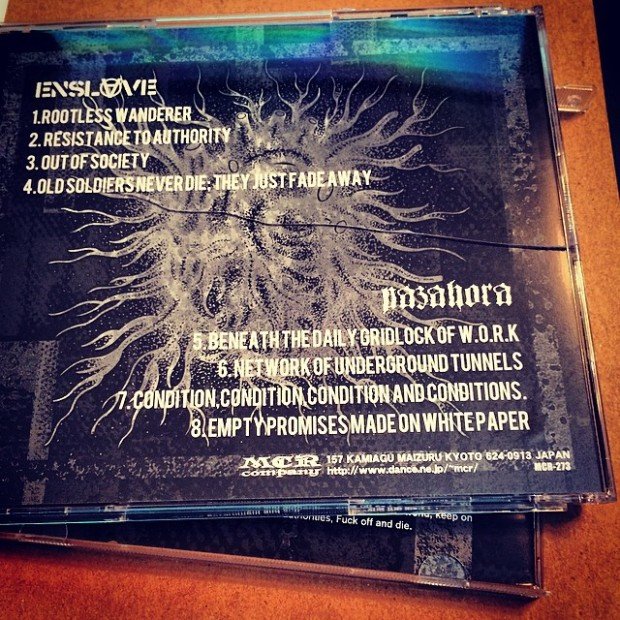 ENSLAVE
1.ROOTLESS WANDERER
2. RESISTANCE TO AUTHORITY
3. OUT OF SOCIETY
4.OLD SOLDIERS NEVER DIE; THEY JUST FADE AWAY
pazahora
5. BENEATH THE DAILY GRIDLOCK OF W.O.R.K
6. NETWORK OF UNDERGROUND TUNNELS
7. CONDITION, CONDITION, CONDITION AND CONDITIONS.
8. EMPTY PROMISES MADE ON WHITE PAPER
MCR company
157 KAMIAGU MAIZURU KYOTO 624-0913 JAPAN
http://www.dance.ne.jp/~mcr/ MCR-273
keep on
Fuck off and die.